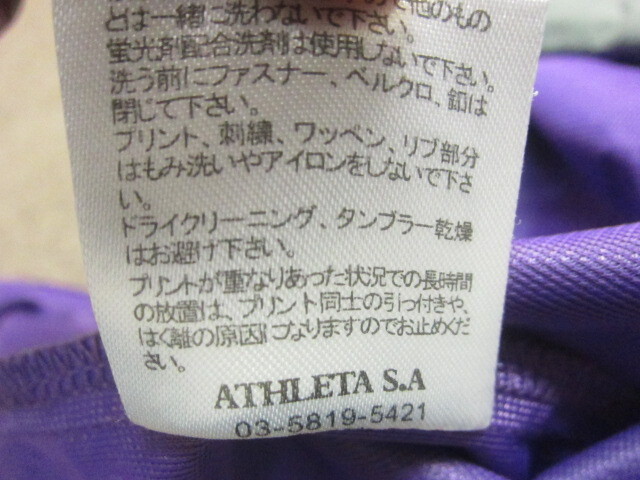 で他のもの
とは一緒に洗わないで下さい。
蛍光剤配合洗剤は使用しないで下さい。
洗う前にファスナー、ベルクロ、釦は
閉じて下さい。
プリント、刺繍、ワッペン、リブ部分
はもみ洗いやアイロンをしないで下さ
い。
ドライクリーニング、タンブラー乾燥
はお避け下さい。
プリントが重なりあった状況での長時間
の放置は、プリント同士の引っ付きや、
はく離の原因になりますのでお止めくだ
さい。
ATHLETA S.A
03-5819-5421